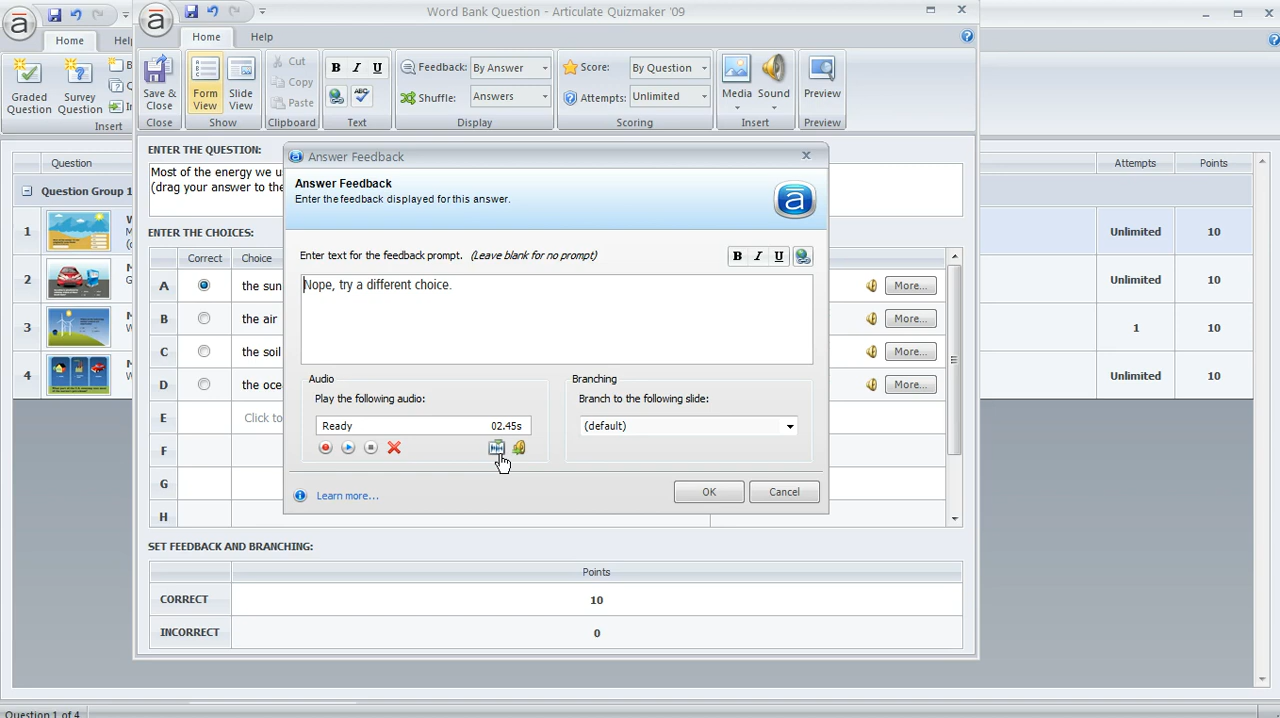 Word Bank Question - Articulate Quizmaker '09
Home
Help
Home
Graded Question
Survey Question
Insert
Save & Close
Close
Form View
Slide View
Show
Cut
Copy
Paste
Clipboard
B I U
ABC
Text
Feedback: By Answer
Shuffle: Answers
Display
Score: By Question
Attempts: Unlimited
Scoring
Media
Sound
Insert
Preview
Preview
Question
Attempts
Points
Question Group 1
1 Unlimited 10
2 Unlimited 10
3 1 10
4 Unlimited 10
ENTER THE QUESTION:
Most of the energy we u
(drag your answer to the
ENTER THE CHOICES:
Correct Choice
A the sun More...
B the air More...
C the soil More...
D the oce More...
E Click to
F
G
H
Answer Feedback
Answer Feedback
Enter the feedback displayed for this answer.
Enter text for the feedback prompt. (Leave blank for no prompt)
B I U
Nope, try a different choice.
Audio
Play the following audio:
Ready 02.45s
Branching
Branch to the following slide:
(default)
Learn more...
OK
Cancel
SET FEEDBACK AND BRANCHING:
Points
CORRECT 10
INCORRECT 0
Question 1 of 4